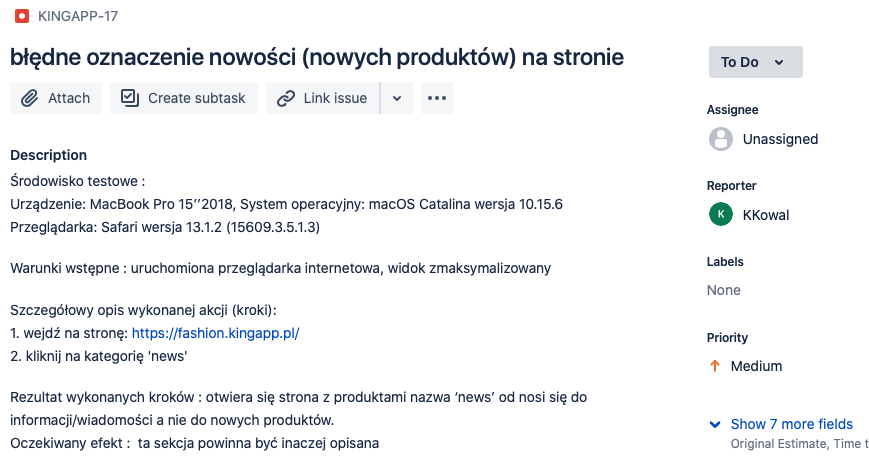 KINGAPP-17
błędne oznaczenie nowości (nowych produktów) na stronie
Attach
Create subtask
Link issue
Description
Środowisko testowe :
Urządzenie: MacBook Pro 15’’2018, System operacyjny: macOS Catalina wersja 10.15.6
Przeglądarka: Safari wersja 13.1.2 (15609.3.5.1.3)
Warunki wstępne : uruchomiona przeglądarka internetowa, widok zmaksymalizowany
Szczegółowy opis wykonanej akcji (kroki):
1. wejdź na stronę: https://fashion.kingapp.pl/
2. kliknij na kategorię 'news'
Rezultat wykonanych kroków : otwiera się strona z produktami nazwa ‘news’ od nosi się do
informacji/wiadomości a nie do nowych produktów.
Oczekiwany efekt :  ta sekcja powinna być inaczej opisana
To Do
Assignee
Unassigned
Reporter
K
KKowal
Labels
None
Priority
Medium
Show 7 more fields
Original Estimate, Time t